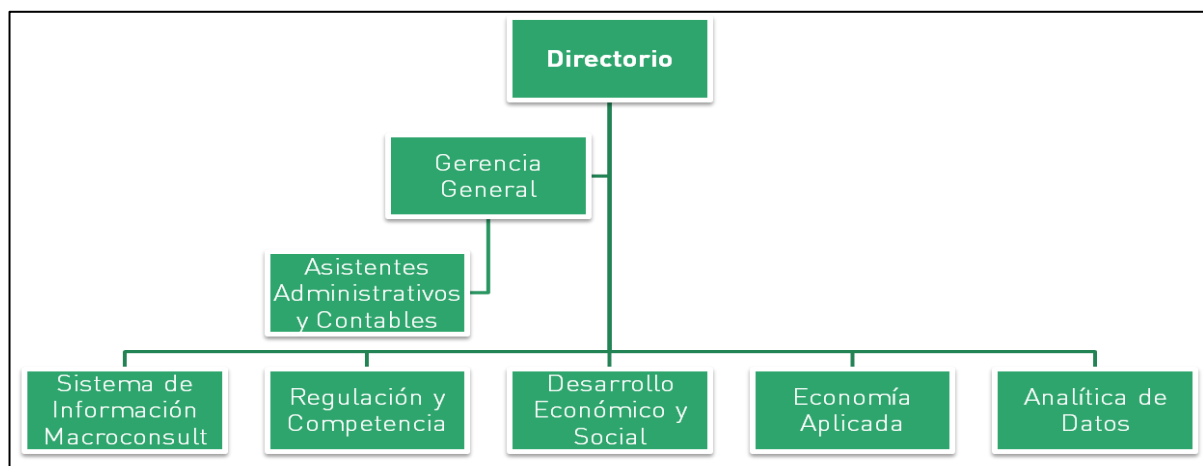 Directorio
Gerencia
General
Asistentes
Administrativos
y Contables
Sistema de
Información
Macroconsult
Regulación y
Competencia
Desarrollo
Económico y
Social
Economía
Aplicada
Analítica de
Datos